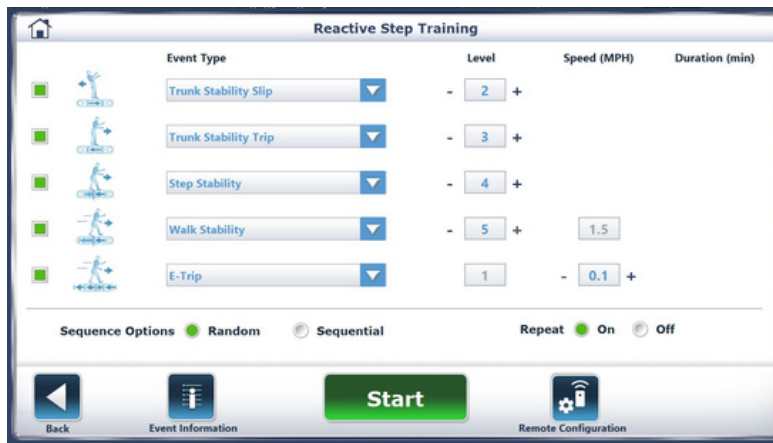 Reactive Step Training
Event Type Level Speed (MPH) Duration (min)
Trunk Stability Slip - 2 +
Trunk Stability Trip - 3 +
Step Stability - 4 +
Walk Stability - 5 + 1.5
E-Trip 1 - 0.1 +
Sequence Options Random Sequential Repeat On Off
Start
Back Event Information Remote Configuration